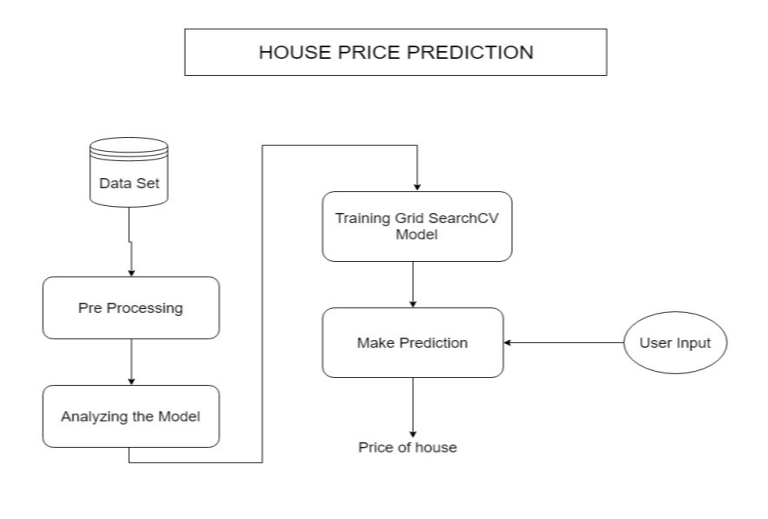 HOUSE PRICE PREDICTION
Data Set
Pre Processing
Analyzing the Model
Training Grid SearchCV
Model
Make Prediction
User Input
Price of house